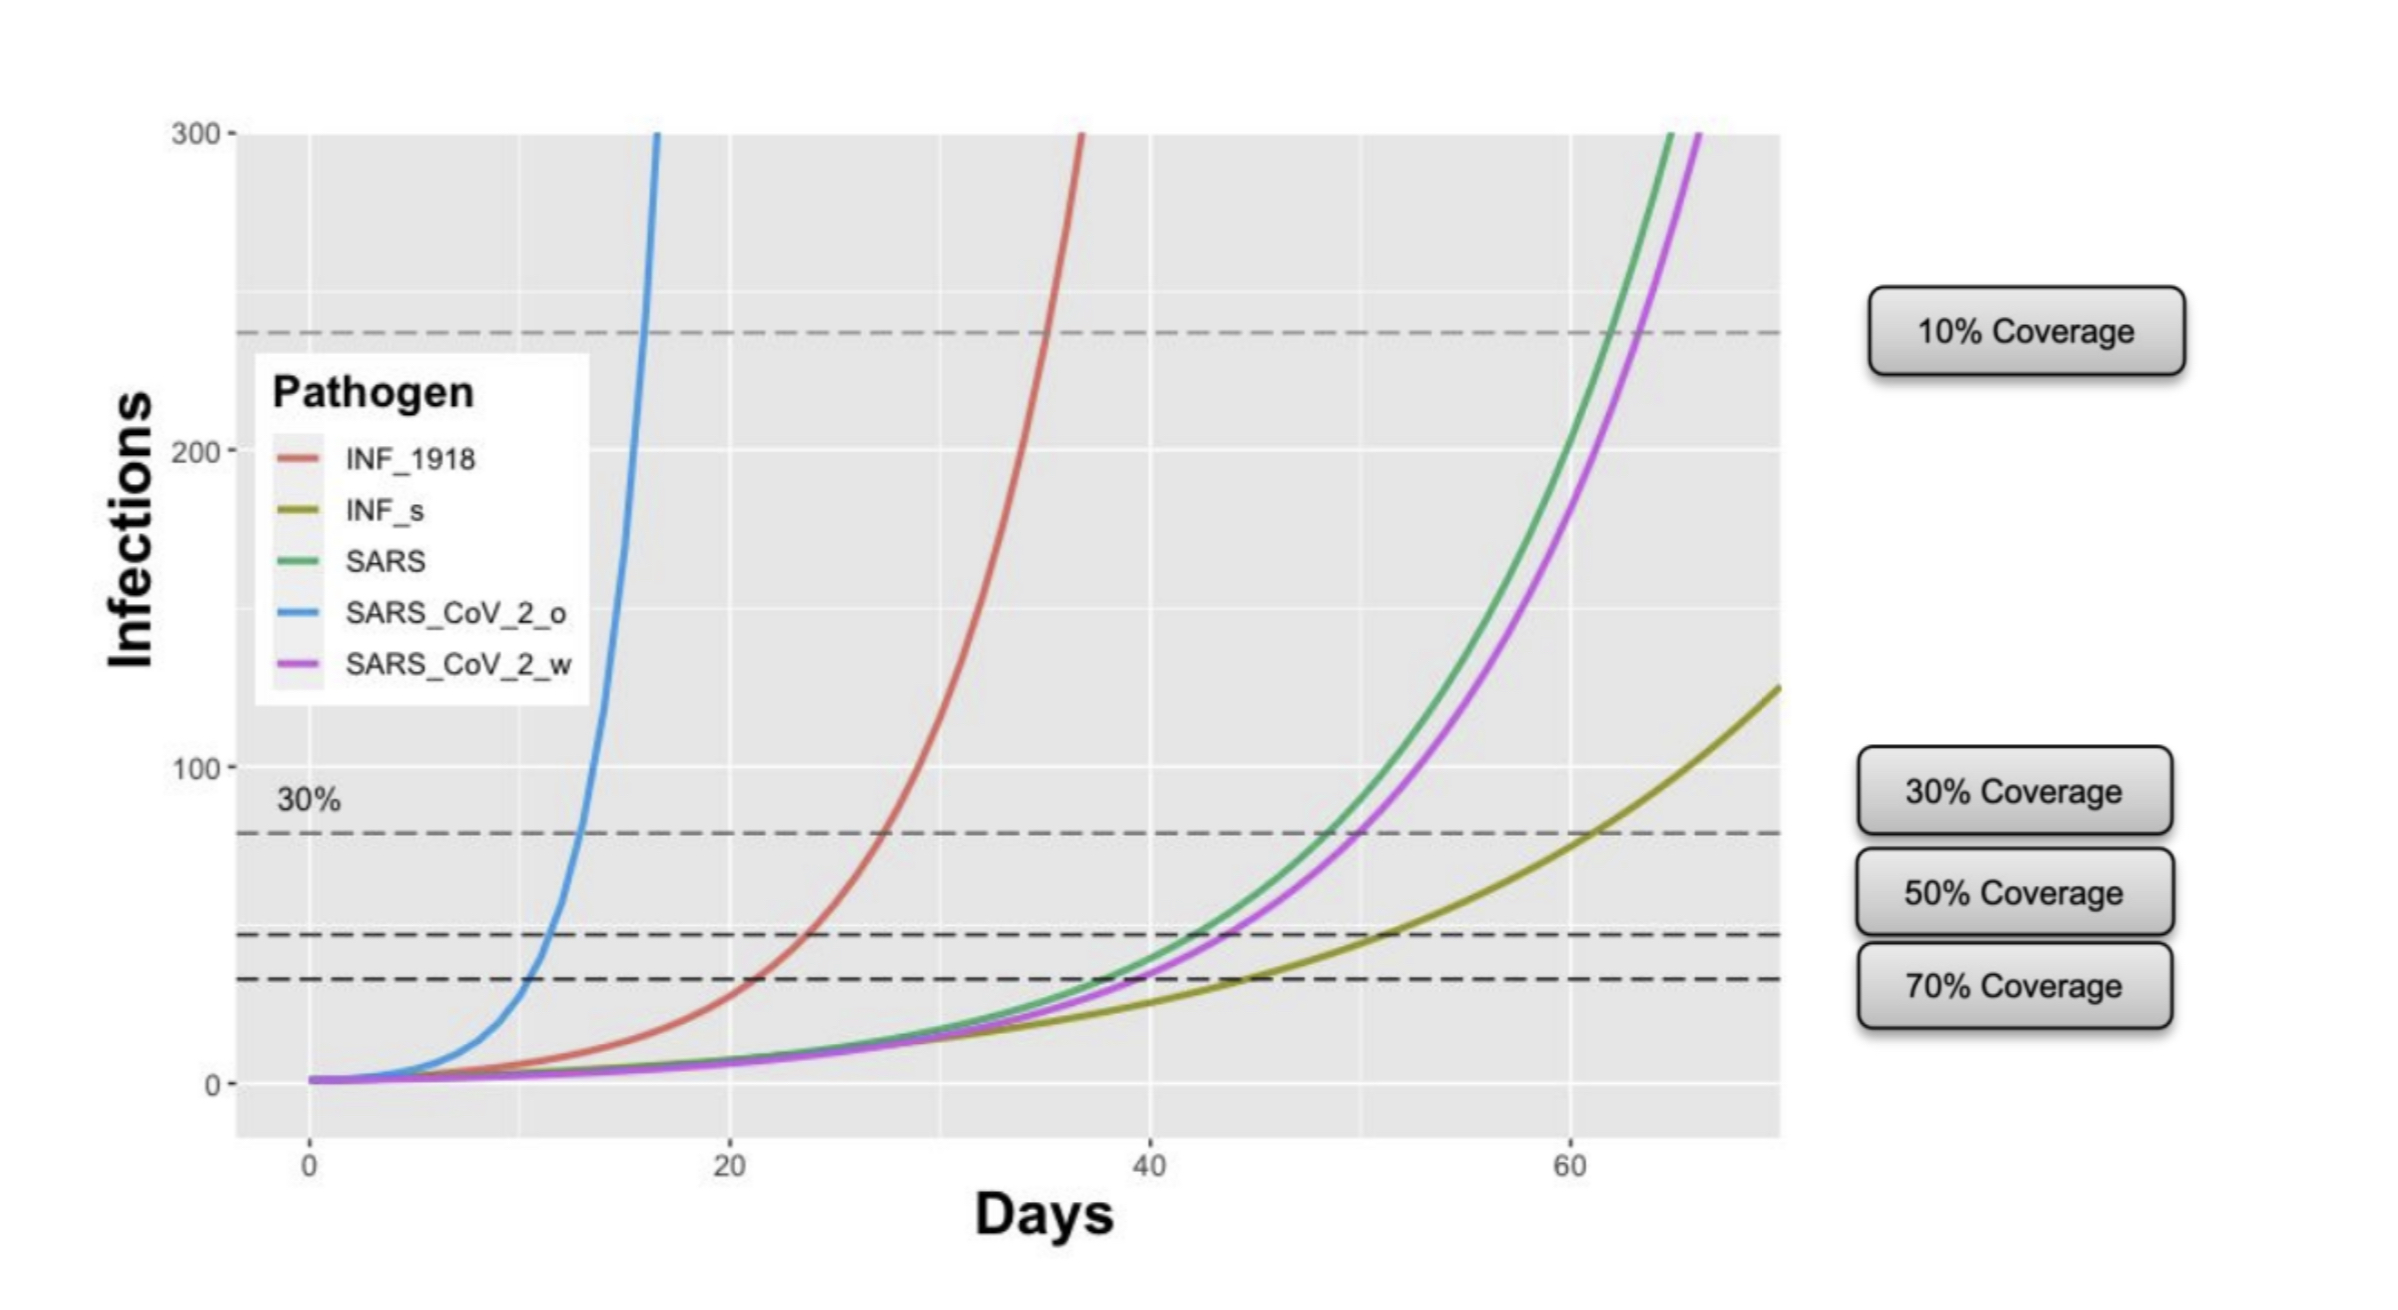 300
200
100
0
Infections
Pathogen
INF_1918
INF_s
SARS
SARS_CoV_2_o
SARS_CoV_2_w
30%
0
20
40
60
Days
10% Coverage
30% Coverage
50% Coverage
70% Coverage